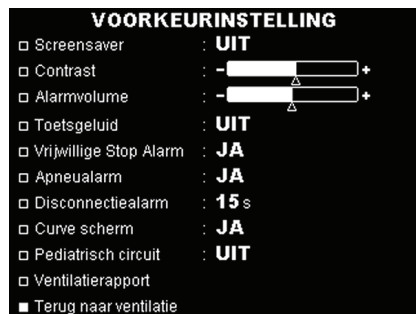 VOORKEURINSTELLING
Screensaver : UIT
Contrast : - +
Alarmvolume : - +
Toetsgeluid : UIT
Vrijwillige Stop Alarm : JA
Apneualarm : JA
Disconnectiealarm : 15 s
Curve scherm : JA
Pediatrisch circuit : UIT
Ventilatierapport
Terug naar ventilatie